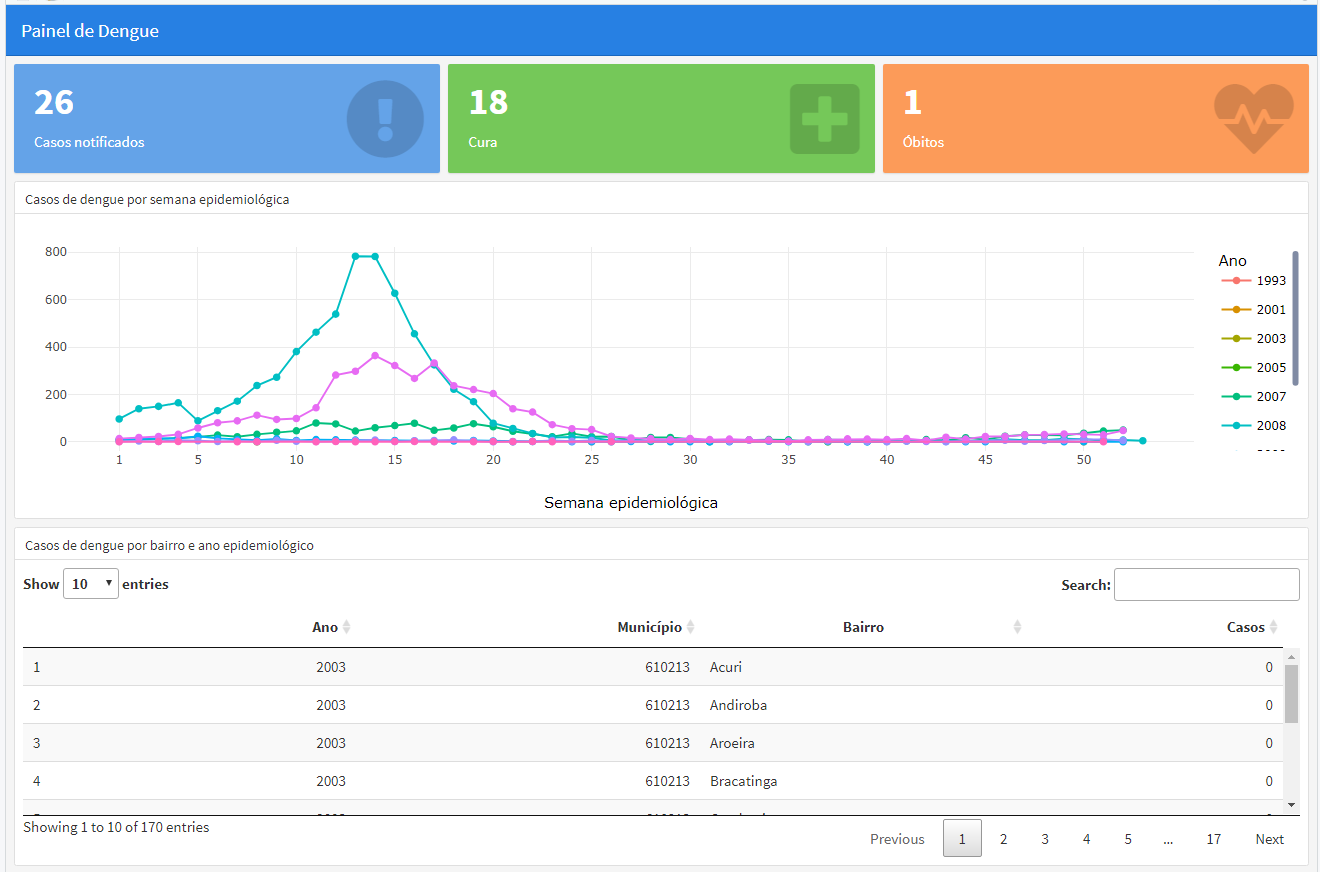 Painel de Dengue
26
Casos notificados
18
Cura
1
Óbitos
Casos de dengue por semana epidemiológica
800
600
400
200
0
1 5 10 15 20 25 30 35 40 45 50
Semana epidemiológica
Ano
1993
2001
2003
2005
2007
2008
Casos de dengue por bairro e ano epidemiológico
Show 10 entries
Search:
Ano Município Bairro Casos
1 2003 610213 Acuri 0
2 2003 610213 Andiroba 0
3 2003 610213 Aroeira 0
4 2003 610213 Bracatinga 0
Showing 1 to 10 of 170 entries
Previous 1 2 3 4 5 ... 17 Next